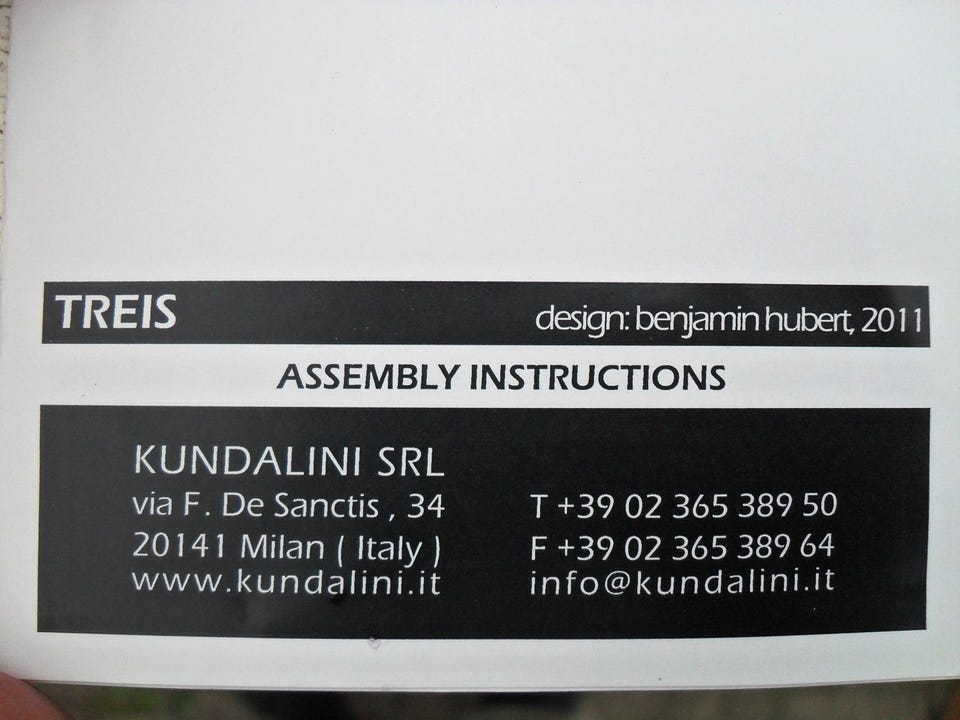 TREIS
design: benjamin hubert, 2011
ASSEMBLY INSTRUCTIONS
KUNDALINI SRL
via F. De Sanctis , 34
20141 Milan ( Italy )
www.kundalini.it
T +39 02 365 389 50
F +39 02 365 389 64
info@kundalini.it